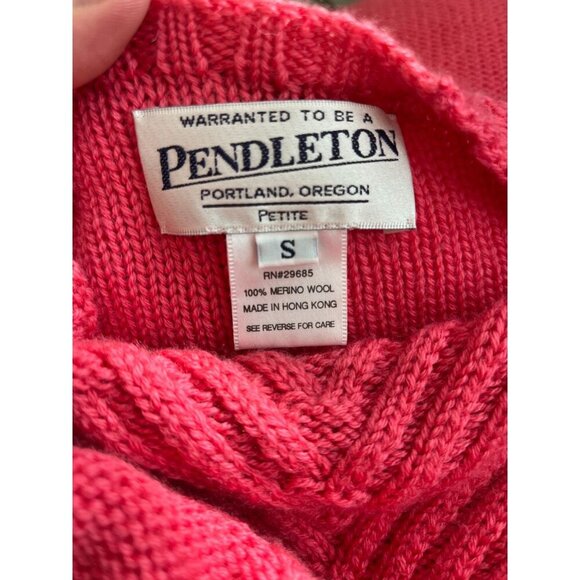 WARRANTED TO BE A
PENDLETON
PORTLAND, OREGON
PETITE
S
RN#29685
100% MERINO WOOL
MADE IN HONG KONG
SEE REVERSE FOR CARE